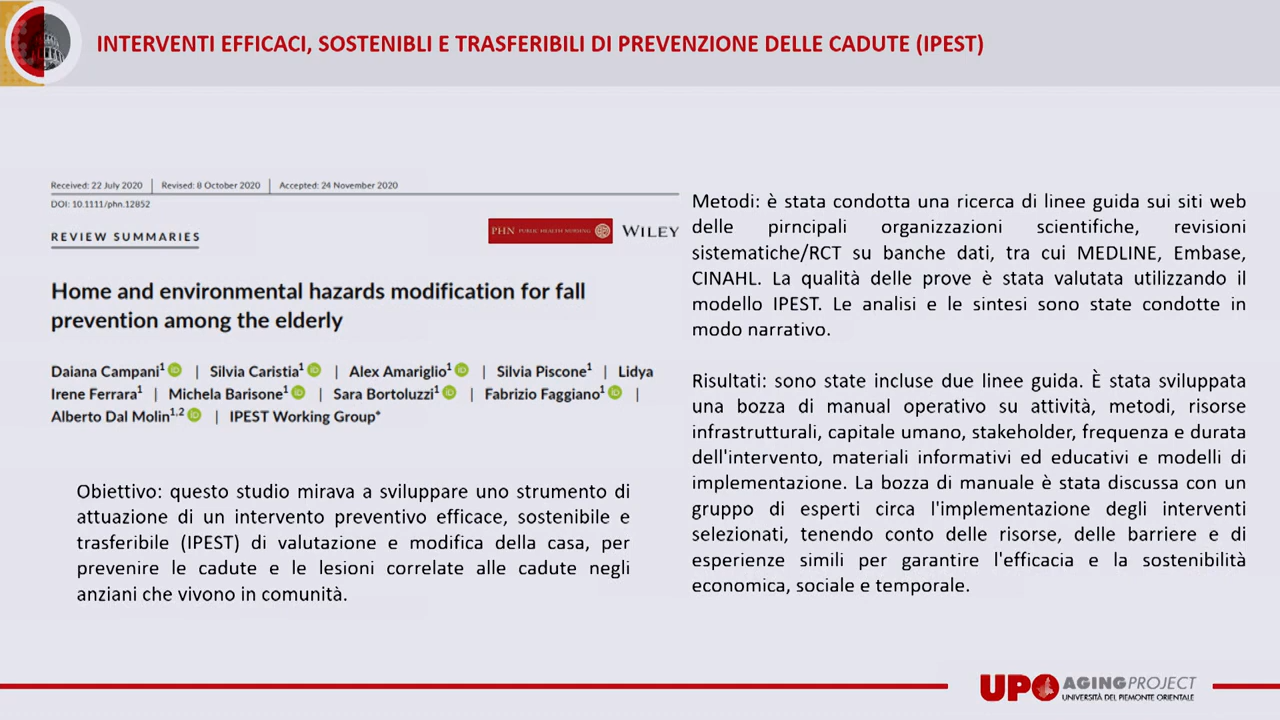 INTERVENTI EFFICACI, SOSTENIBLI E TRASFERIBILI DI PREVENZIONE DELLE CADUTE (IPEST)
Received: 22 July 2020 | Revised: 8 October 2020 | Accepted: 24 November 2020
DOI: 10.1111/phn.12852
REVIEW SUMMARIES
PHN PUBLIC HEALTH NURSING WILEY
Home and environmental hazards modification for fall
prevention among the elderly
Daiana Campani1 iD | Silvia Caristia1 iD | Alex Amariglio1 iD | Silvia Piscone1 | Lidya
Irene Ferrara1 | Michela Barisone1 iD | Sara Bortoluzzi1 iD | Fabrizio Faggiano1 iD |
Alberto Dal Molin1,2 iD | IPEST Working Group*
Obiettivo: questo studio mirava a sviluppare uno strumento di
attuazione di un intervento preventivo efficace, sostenibile e
trasferibile (IPEST) di valutazione e modifica della casa, per
prevenire le cadute e le lesioni correlate alle cadute negli
anziani che vivono in comunità.
Metodi: è stata condotta una ricerca di linee guida sui siti web
delle pirncipali organizzazioni scientifiche, revisioni
sistematiche/RCT su banche dati, tra cui MEDLINE, Embase,
CINAHL. La qualità delle prove è stata valutata utilizzando il
modello IPEST. Le analisi e le sintesi sono state condotte in
modo narrativo.
Risultati: sono state incluse due linee guida. È stata sviluppata
una bozza di manual operativo su attività, metodi, risorse
infrastrutturali, capitale umano, stakeholder, frequenza e durata
dell'intervento, materiali informativi ed educativi e modelli di
implementazione. La bozza di manuale è stata discussa con un
gruppo di esperti circa l'implementazione degli interventi
selezionati, tenendo conto delle risorse, delle barriere e di
esperienze simili per garantire l'efficacia e la sostenibilità
economica, sociale e temporale.
UPO AGINGPROJECT
UNIVERSITÀ DEL PIEMONTE ORIENTALE